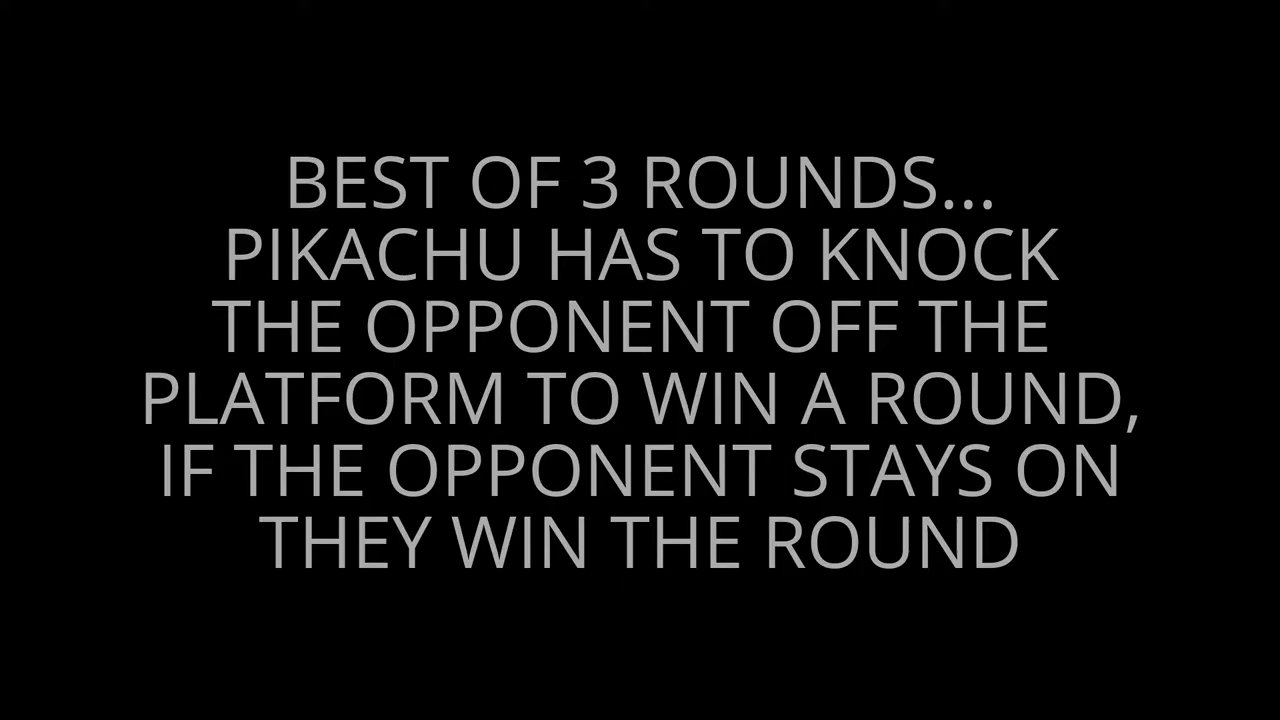 BEST OF 3 ROUNDS...
PIKACHU HAS TO KNOCK
THE OPPONENT OFF THE
PLATFORM TO WIN A ROUND,
IF THE OPPONENT STAYS ON
THEY WIN THE ROUND